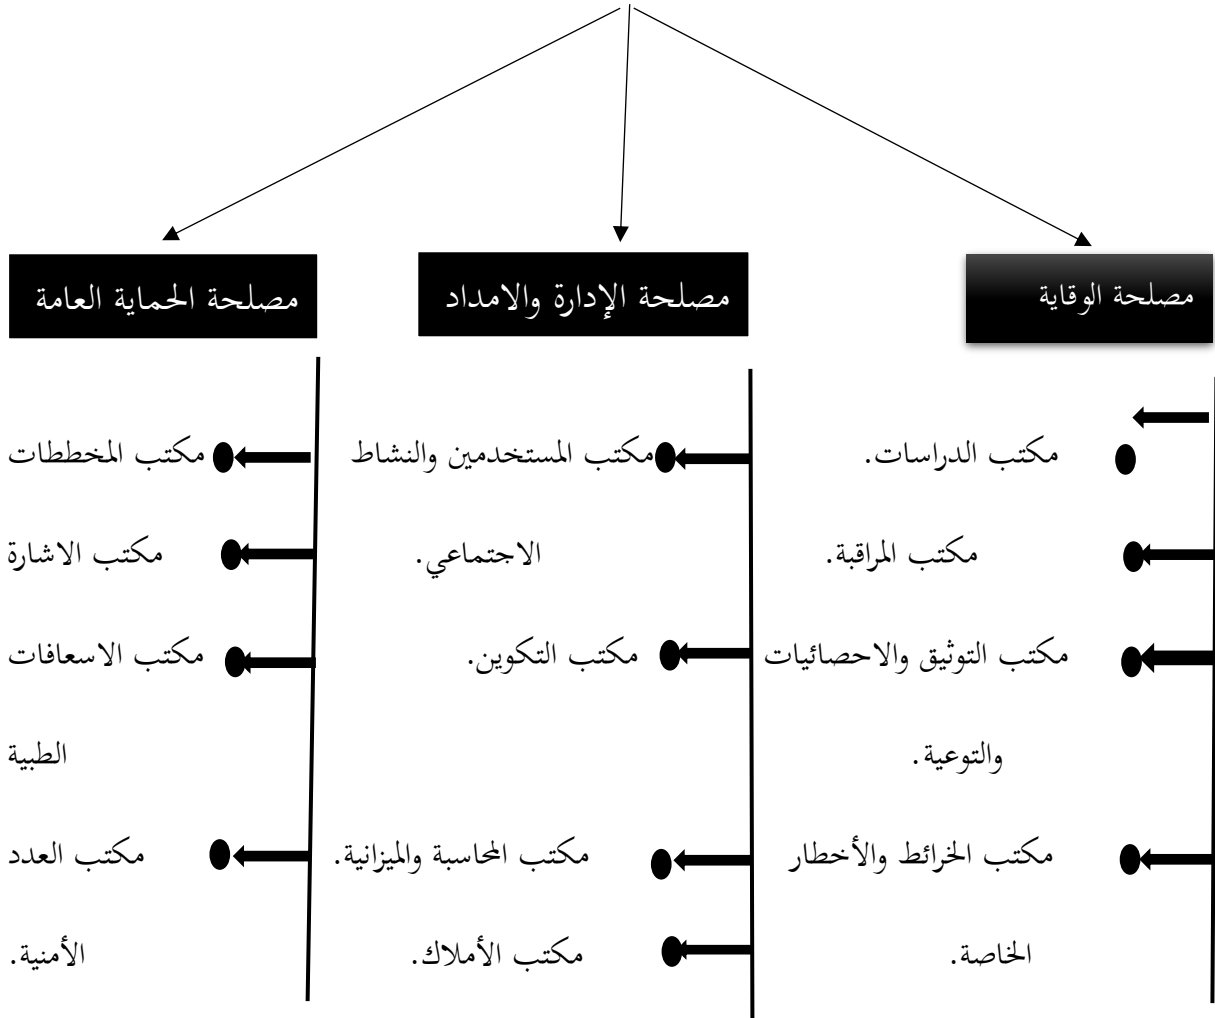 مصلحة الوقاية
مكتب الدراسات.
مكتب المراقبة.
مكتب التوثيق والاحصائيات
والتوعية.
مكتب الخرائط والأخطار
الخاصة.
مصلحة الإدارة والامداد
مكتب المستخدمين والنشاط
الاجتماعي.
مكتب التكوين.
مكتب المحاسبة والميزانية.
مكتب الأملاك.
مصلحة الحماية العامة
مكتب المخططات
مكتب الاشارة
مكتب الاسعافات
الطبية
مكتب العدد
الأمنية.